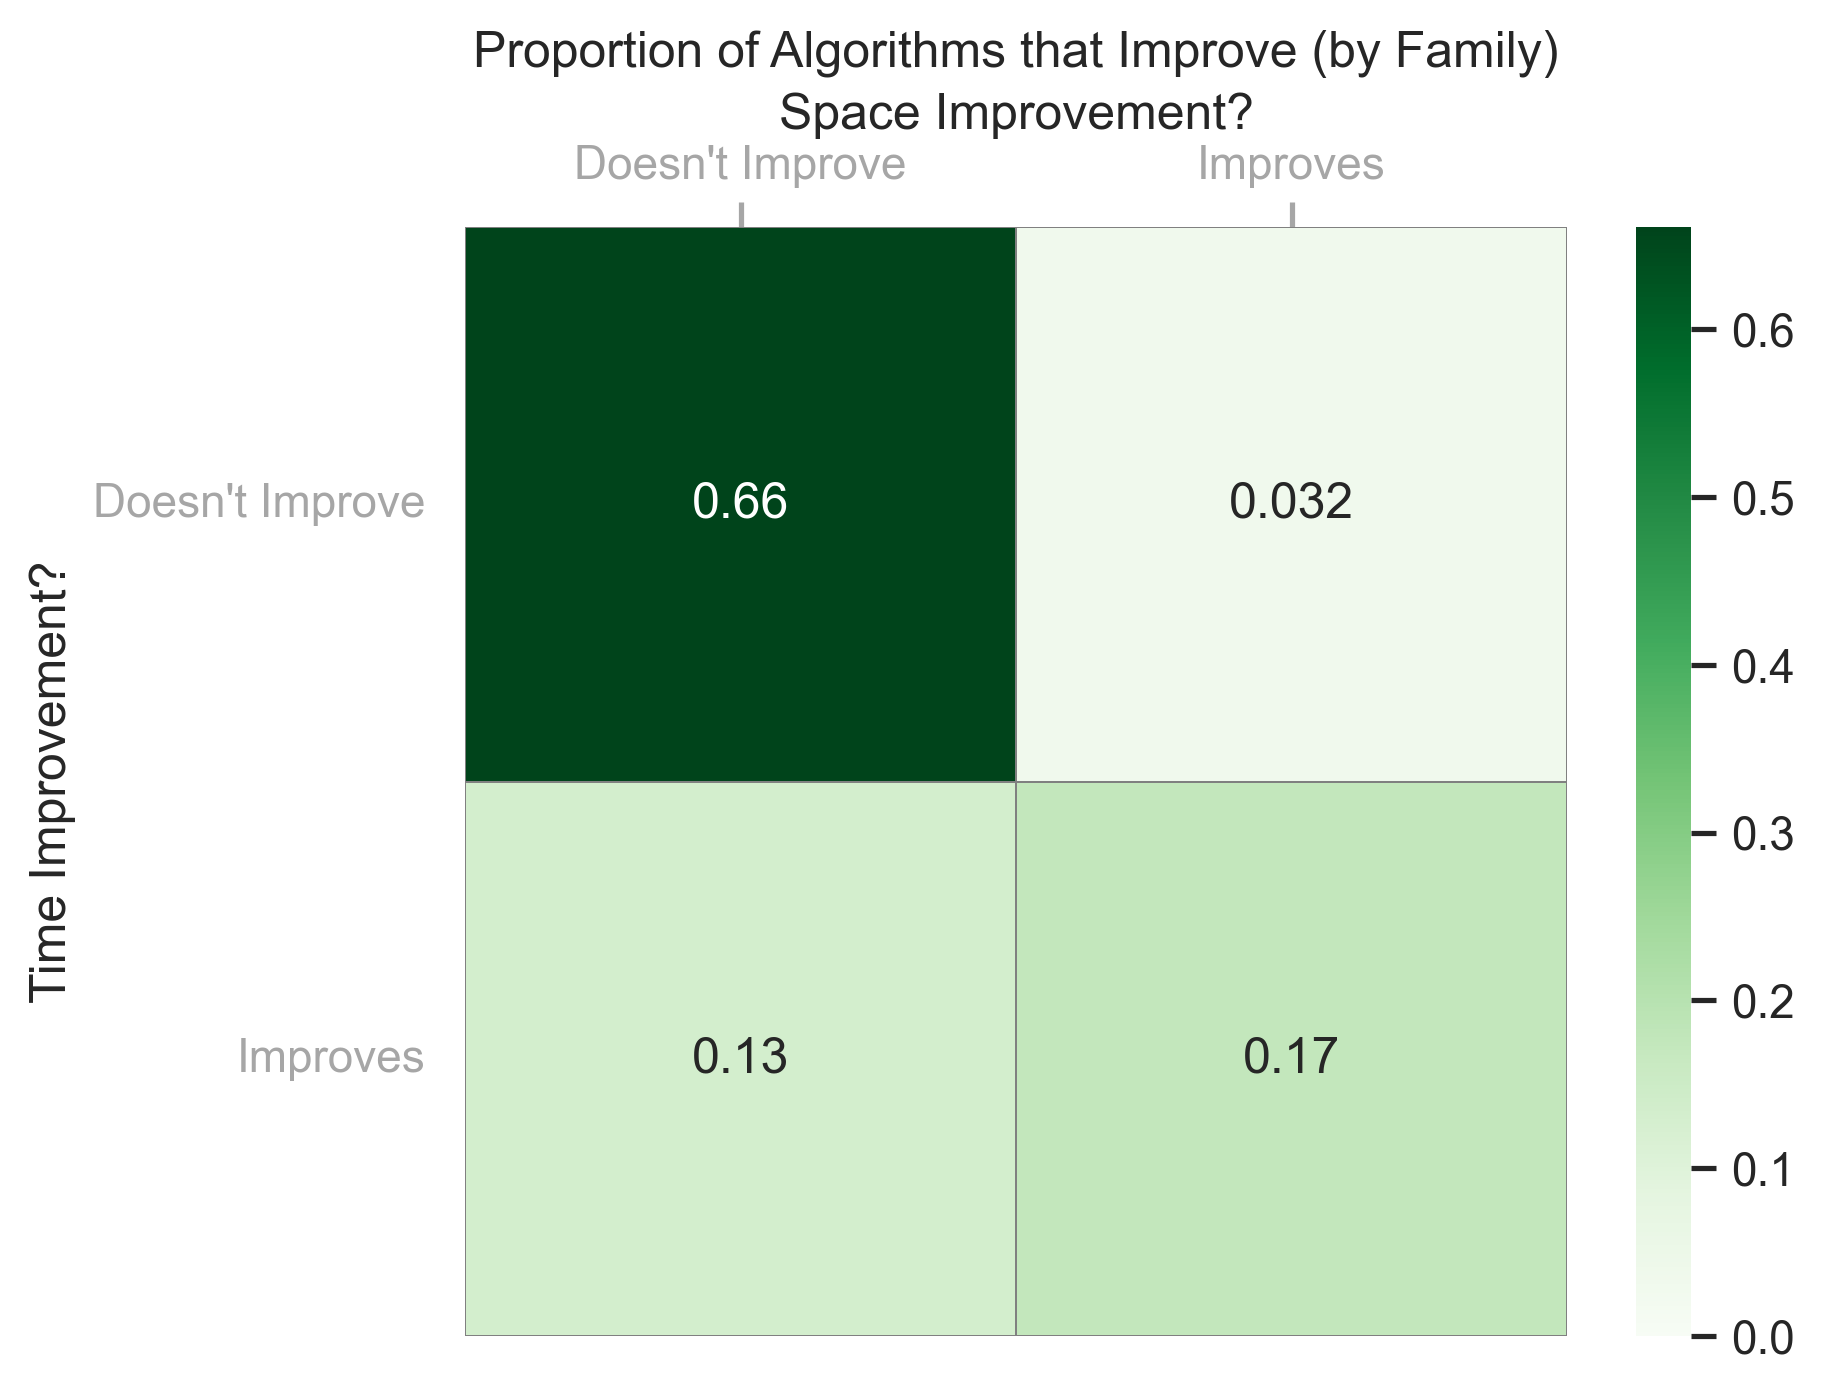 Proportion of Algorithms that Improve (by Family)
Space Improvement?
Doesn't Improve Improves
Time Improvement?
Doesn't Improve 0.66 0.032
Improves 0.13 0.17
0.6
0.5
0.4
0.3
0.2
0.1
0.0